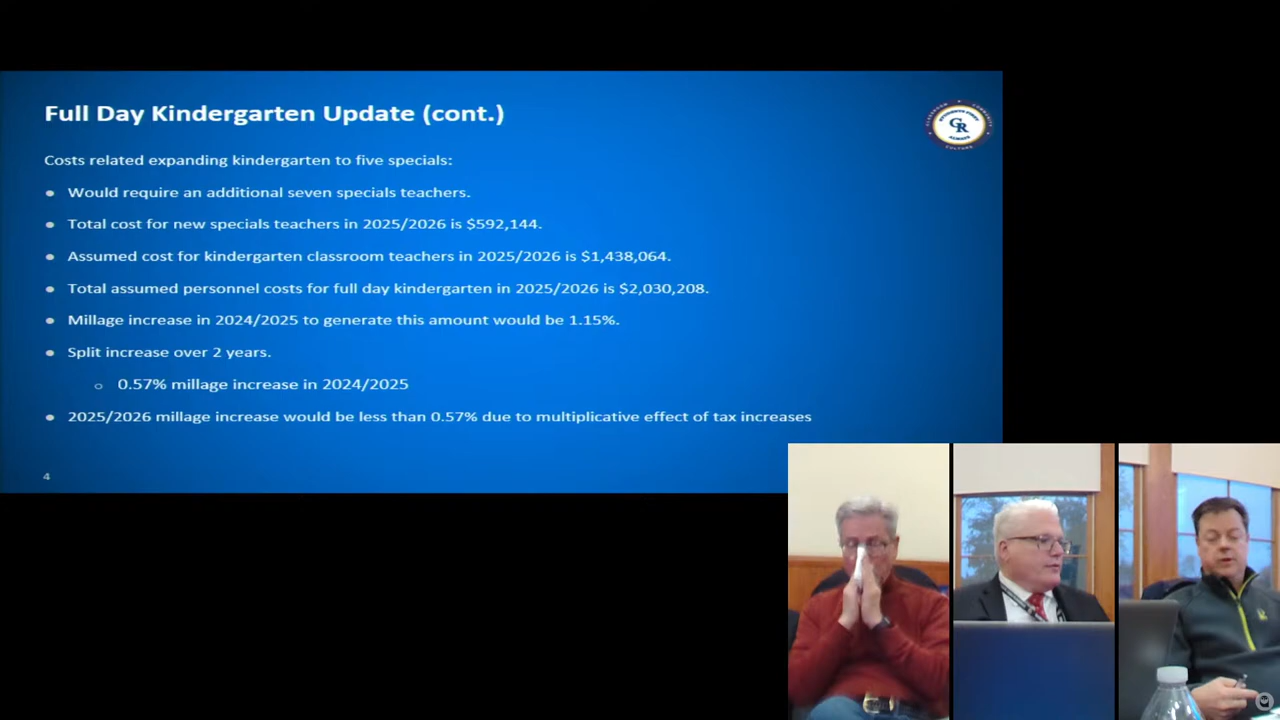 Full Day Kindergarten Update (cont.)
Costs related expanding kindergarten to five specials:
Would require an additional seven specials teachers.
Total cost for new specials teachers in 2025/2026 is $592,144.
Assumed cost for kindergarten classroom teachers in 2025/2026 is $1,438,064.
Total assumed personnel costs for full day kindergarten in 2025/2026 is $2,030,208.
Millage increase in 2024/2025 to generate this amount would be 1.15%.
Split increase over 2 years.
0.57% millage increase in 2024/2025
2025/2026 millage increase would be less than 0.57% due to multiplicative effect of tax increases
4
GR